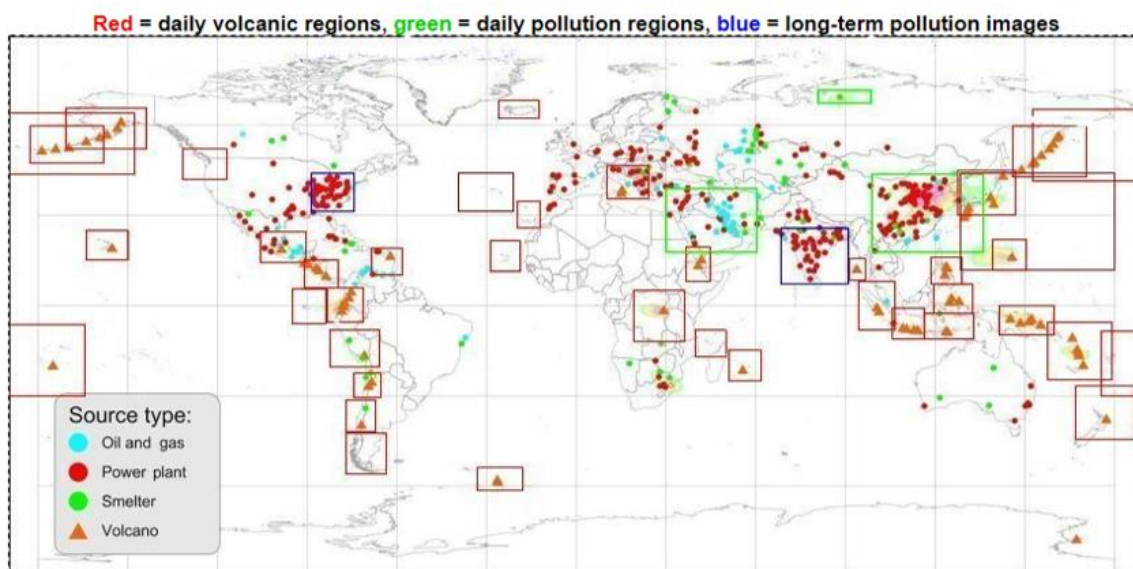 Red = daily volcanic regions, green = daily pollution regions, blue = long-term pollution images
Source type:
Oil and gas
Power plant
Smelter
Volcano